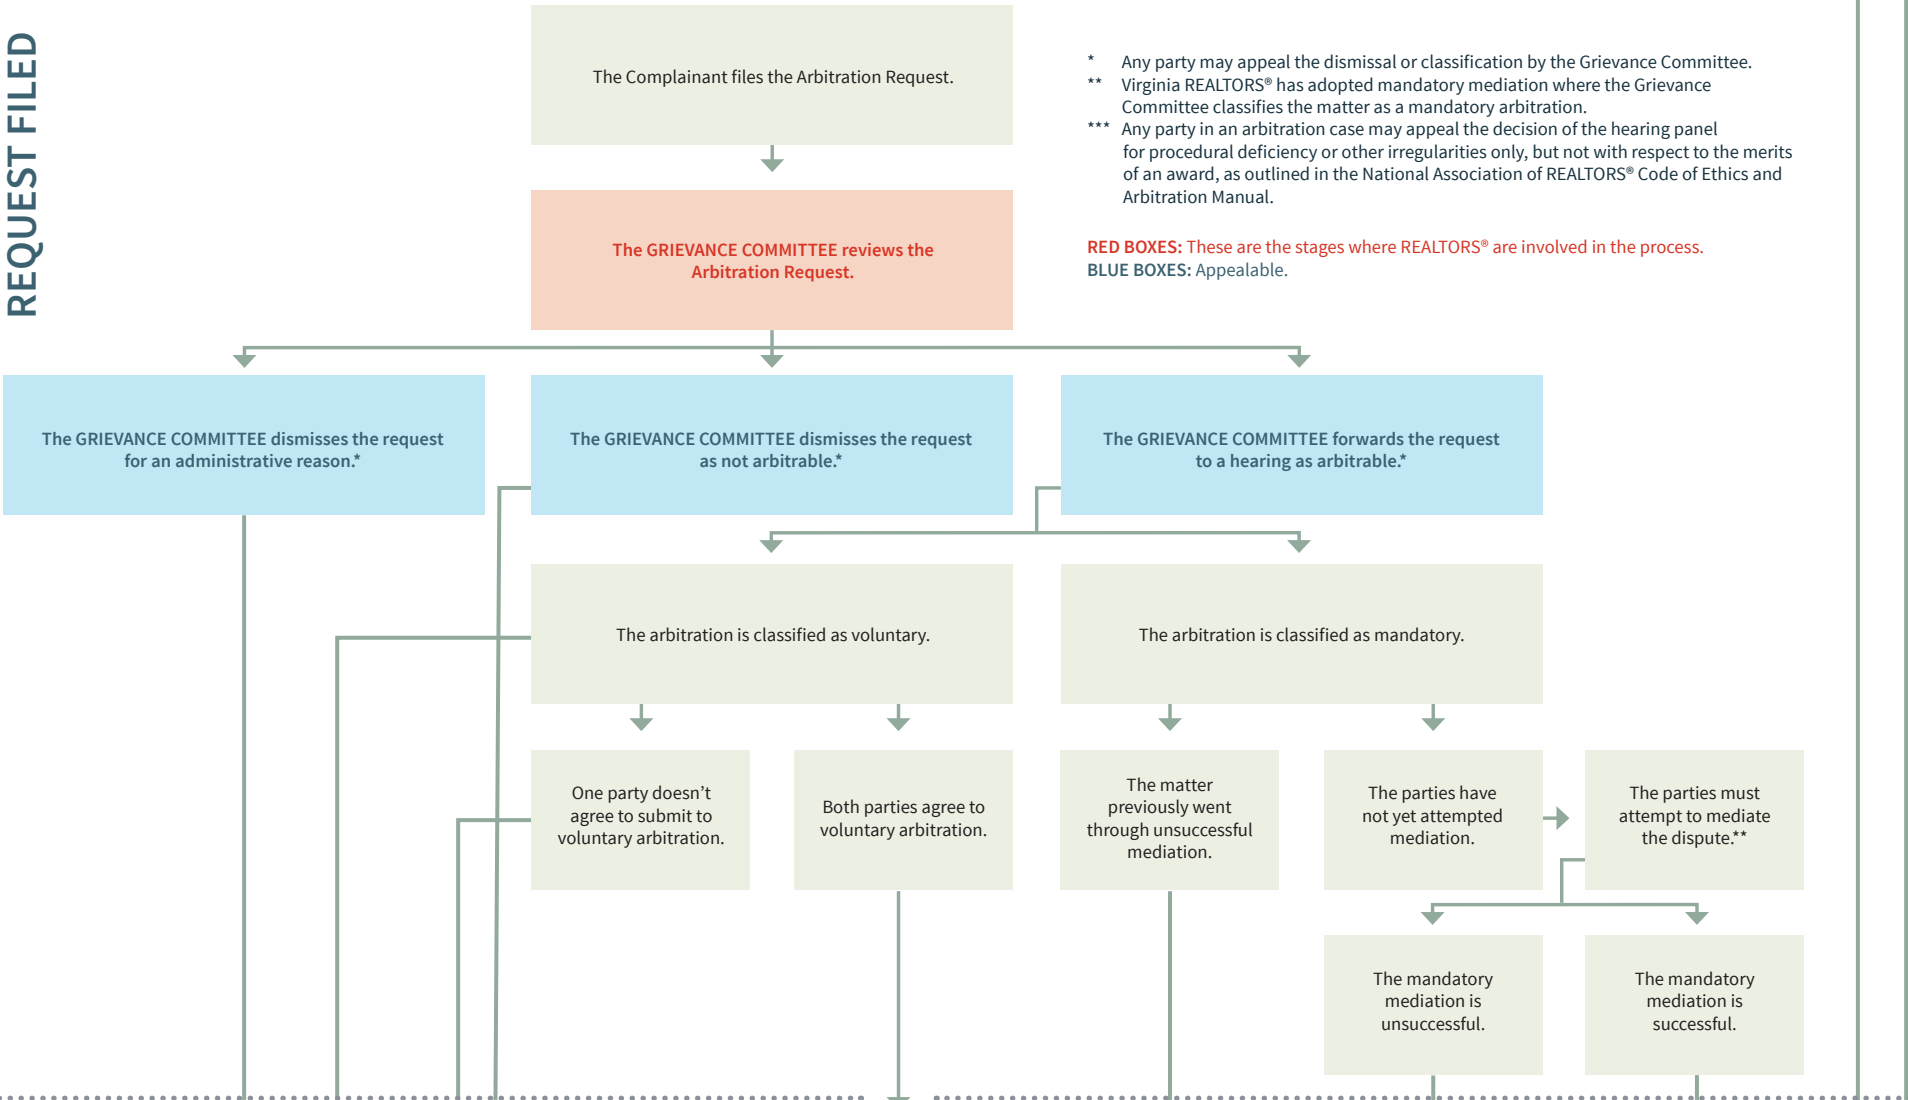 REQUEST FILED
The Complainant files the Arbitration Request.
* Any party may appeal the dismissal or classification by the Grievance Committee.
** Virginia REALTORS® has adopted mandatory mediation where the Grievance
Committee classifies the matter as a mandatory arbitration.
*** Any party in an arbitration case may appeal the decision of the hearing panel
for procedural deficiency or other irregularities only, but not with respect to the merits
of an award, as outlined in the National Association of REALTORS® Code of Ethics and
Arbitration Manual.
RED BOXES: These are the stages where REALTORS® are involved in the process.
BLUE BOXES: Appealable.
The GRIEVANCE COMMITTEE reviews the
Arbitration Request.
The GRIEVANCE COMMITTEE dismisses the request
for an administrative reason.*
The GRIEVANCE COMMITTEE dismisses the request
as not arbitrable.*
The GRIEVANCE COMMITTEE forwards the request
to a hearing as arbitrable.*
The arbitration is classified as voluntary.
The arbitration is classified as mandatory.
One party doesn’t
agree to submit to
voluntary arbitration.
Both parties agree to
voluntary arbitration.
The matter
previously went
through unsuccessful
mediation.
The parties have
not yet attempted
mediation.
The parties must
attempt to mediate
the dispute.**
The mandatory
mediation is
unsuccessful.
The mandatory
mediation is
successful.